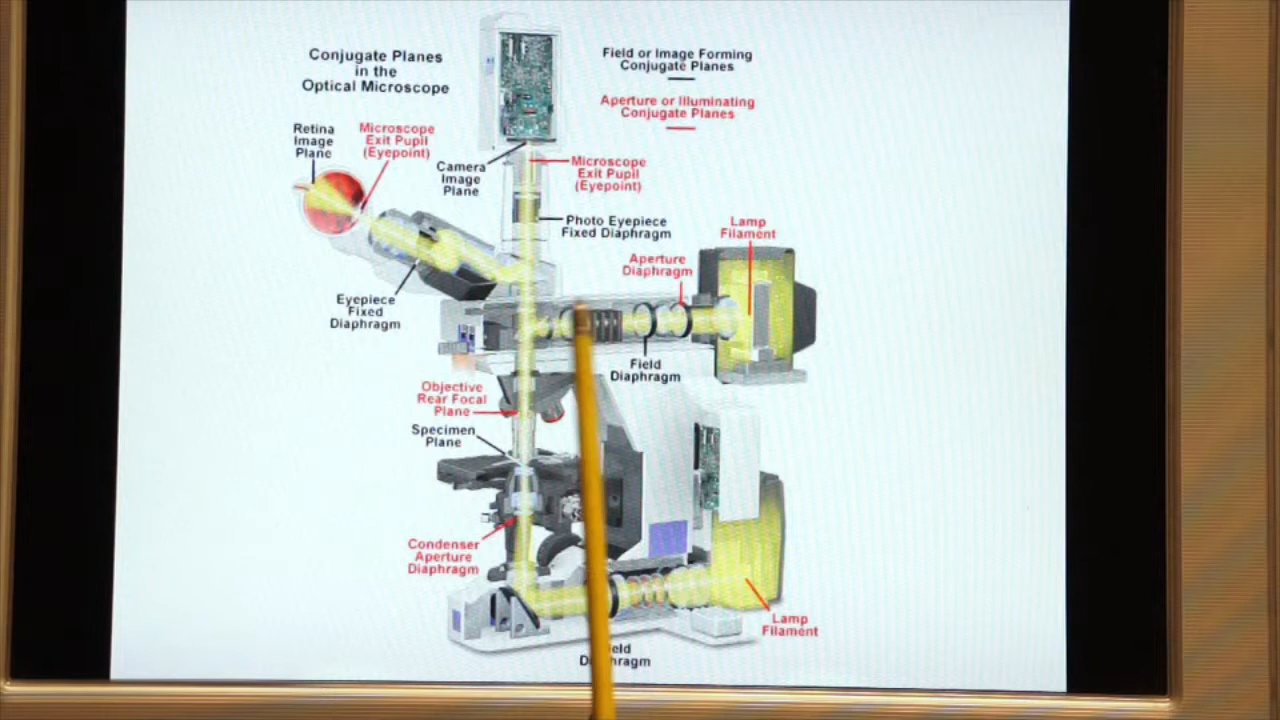 Conjugate Planes
in the
Optical Microscope
Field or Image Forming
Conjugate Planes
Aperture or Illuminating
Conjugate Planes
Retina
Image
Plane
Microscope
Exit Pupil
(Eyepoint)
Camera
Image
Plane
Microscope
Exit Pupil
(Eyepoint)
Photo Eyepiece
Fixed Diaphragm
Lamp
Filament
Aperture
Diaphragm
Eyepiece
Fixed
Diaphragm
Field
Diaphragm
Objective
Rear Focal
Plane
Specimen
Plane
Condenser
Aperture
Diaphragm
Lamp
Filament